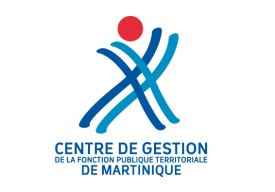 CENTRE DE GESTION
DE LA FONCTION PUBLIQUE TERRITORIALE
DE MARTINIQUE